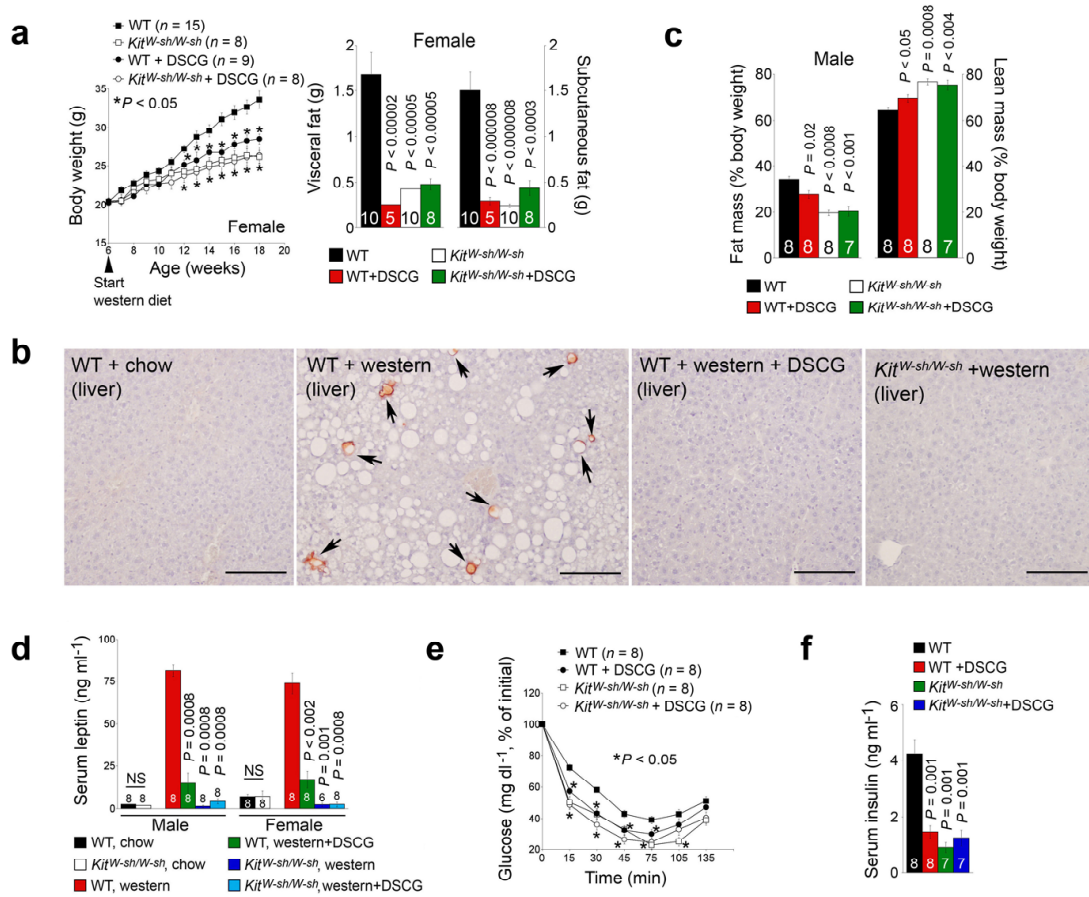 a
WT (n = 15)
KitW-sh/W-sh (n = 8)
WT + DSCG (n = 9)
KitW-sh/W-sh + DSCG (n = 8)
*P < 0.05
Body weight (g)
35
30
25
20
15
6 8 10 12 14 16 18 20
Age (weeks)
Female
Start
western diet
Female
Visceral fat (g)
2
1.5
1
0.5
0
P < 0.00002
P < 0.00005
P < 0.00005
10 5 10 8
P < 0.000008
P < 0.000008
P < 0.0003
10 5 10 8
2
1.5
1
0.5
0
Subcutaneous fat (g)
WT
KitW-sh/W-sh
WT+DSCG
KitW-sh/W-sh +DSCG
c
Male
Fat mass (% body weight)
80
60
40
20
0
P = 0.02
P < 0.0008
P < 0.001
8 8 8 7
P < 0.05
P = 0.0008
P < 0.004
8 8 8 7
80
60
40
20
0
Lean mass (% body weight)
WT
KitW-sh/W-sh
WT+DSCG
KitW-sh/W-sh +DSCG
b
WT + chow
(liver)
WT + western
(liver)
WT + western + DSCG
(liver)
KitW-sh/W-sh +western
(liver)
d
Serum leptin (ng ml-1)
100
75
50
25
0
NS
8 8 8 8 6 8
P = 0.0008
P = 0.0008
P = 0.0008
NS
8 8 8 8 6 8
P < 0.002
P = 0.001
P = 0.0008
Male
Female
WT, chow
WT, western+DSCG
KitW-sh/W-sh, chow
KitW-sh/W-sh, western
WT, western
KitW-sh/W-sh, western+DSCG
e
WT (n = 8)
WT + DSCG (n = 8)
KitW-sh/W-sh (n = 8)
KitW-sh/W-sh + DSCG (n = 8)
*P < 0.05
Glucose (mg dl-1, % of initial)
120
100
80
60
40
20
0 15 30 45 75 105 135
Time (min)
f
WT
WT +DSCG
KitW-sh/W-sh
KitW-sh/W-sh+DSCG
Serum insulin (ng ml-1)
6
4
2
0
P = 0.001
P = 0.001
P = 0.001
8 8 7 7